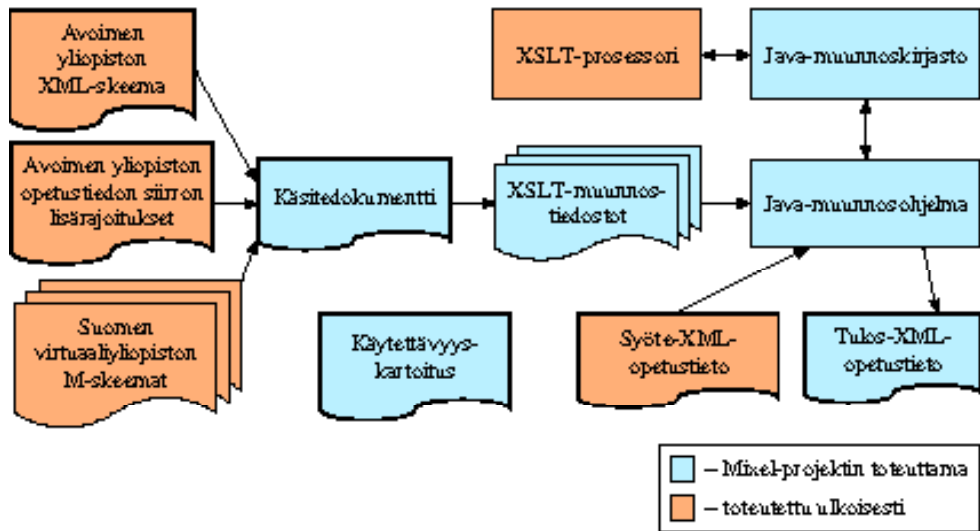 Avoimen
yliopiston
XML-skeema
XSLT-prosessori
Java-muunnoskirjasto
Avoimen yliopiston
opetustiedon siirron
lisärajoitukset
Käsitedokumentti
XSLT-muunnos-
tiedostot
Java-muunnosohjelma
Suomen
virtuaaliyliopiston
M-skeemat
Käytettävyys-
kartoitus
Syöte-XML-
opetustieto
Tulos-XML-
opetustieto
– Mixel-projektin toteuttama
– toteutettu ulkoisesti